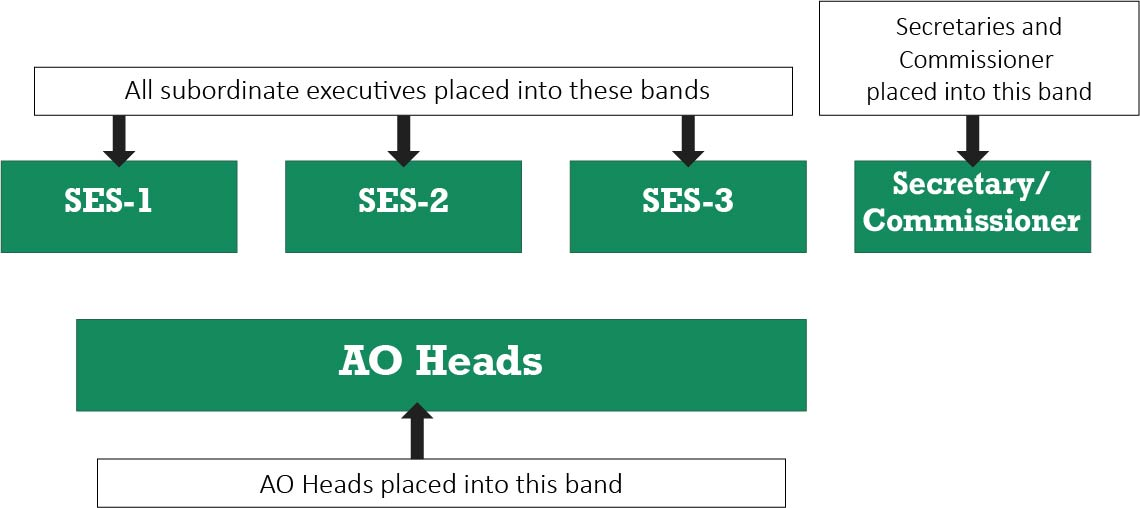 All subordinate executives placed into these bands
Secretaries and
Commissioner
placed into this band
SES-1
SES-2
SES-3
Secretary/
Commissioner
AO Heads
AO Heads placed into this band